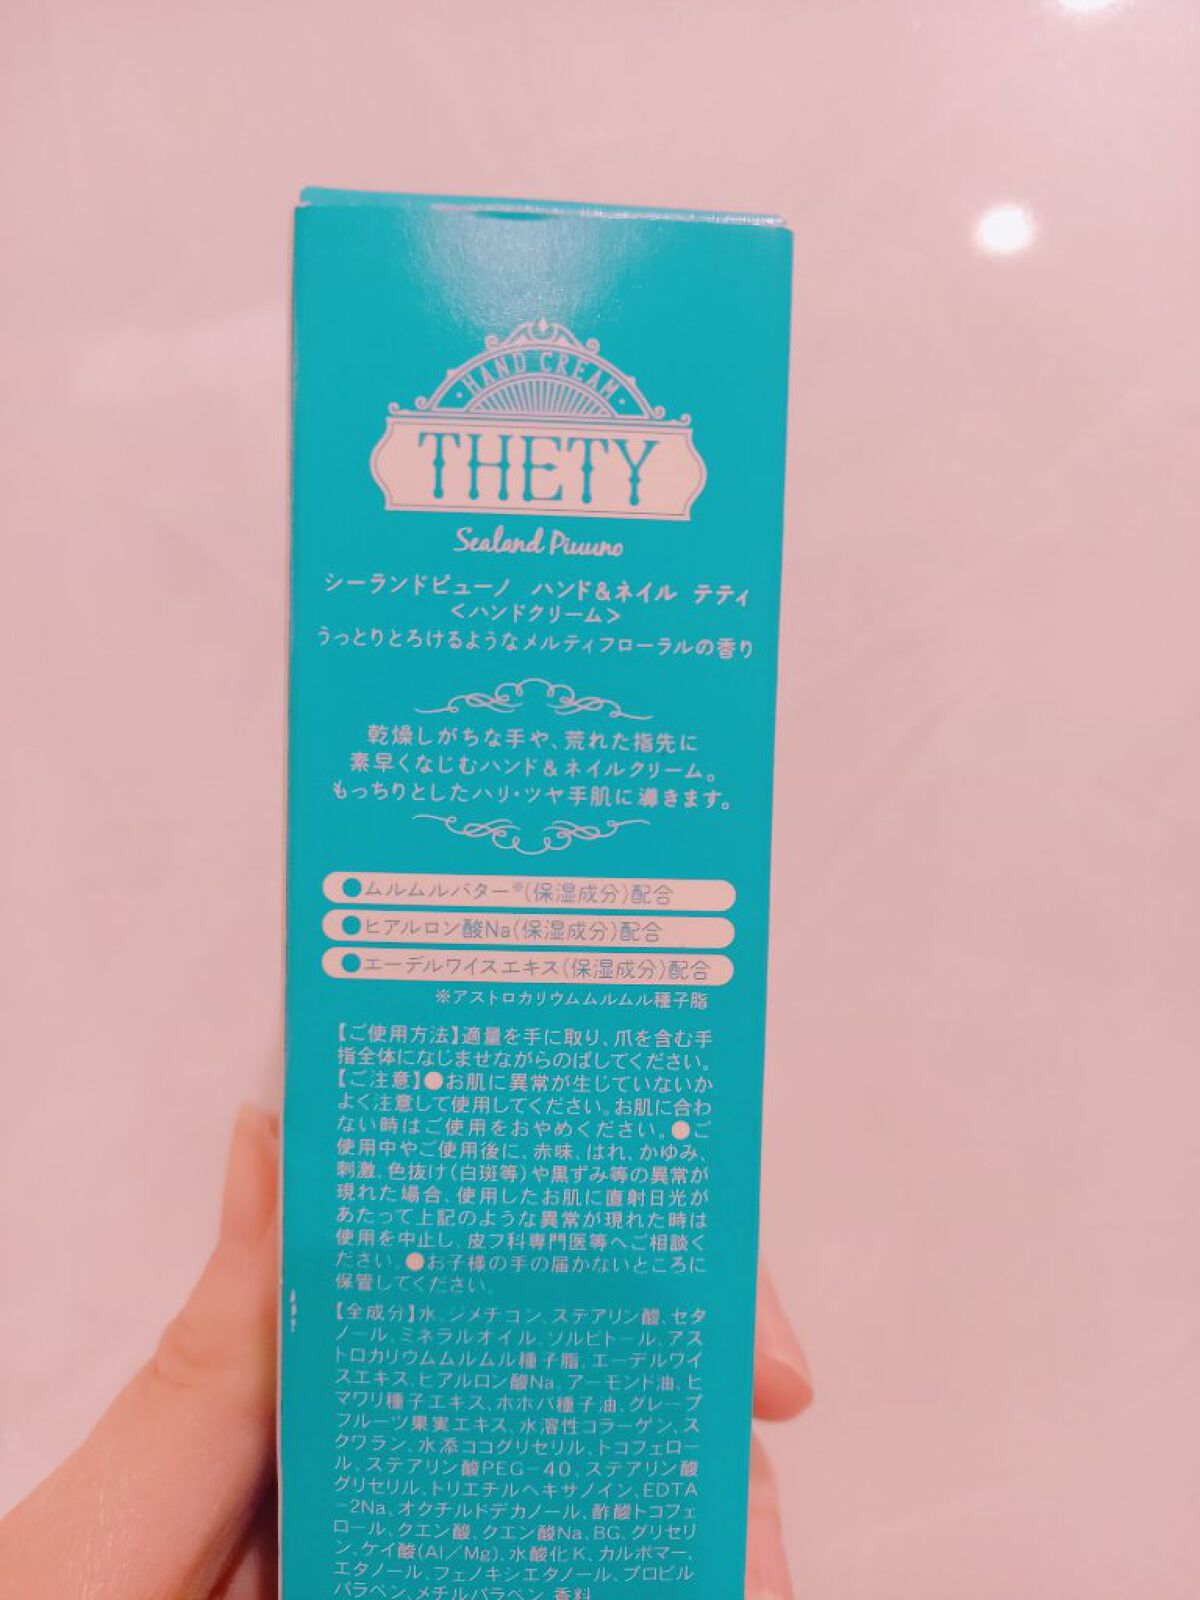 HAND CREAM
THETY
Sealand Piuuno
シーランドピューノ ハンド&ネイル テティ
<ハンドクリーム>
うっとりとろけるようなメルティフローラルの香り
乾燥しがちな手や、荒れた指先に
素早くなじむハンド&ネイルクリーム。
もっちりとしたハリ・ツヤ手肌に導きます。
●ムルムルバター※(保湿成分)配合
●ヒアルロン酸Na(保湿成分)配合
●エーデルワイスエキス(保湿成分)配合
※アストロカリウムムルムル種子脂
【ご使用方法】適量を手に取り、爪を含む手
指全体になじませながらのばしてください。
【ご注意】●お肌に異常が生じていないか
よく注意して使用してください。お肌に合わ
ない時はご使用をおやめください。●ご
使用中やご使用後に、赤味、はれ、かゆみ、
刺激、色抜け(白斑等)や黒ずみ等の異常が
現れた場合、使用したお肌に直射日光が
あたって上記のような異常が現れた時は
使用を中止し、皮フ科専門医等へご相談く
ださい。●お子様の手の届かないところに
保管してください。
【全成分】水、ジメチコン、ステアリン酸、セタ
ノール、ミネラルオイル、ソルビトール、アス
トロカリウムムルムル種子脂、エーデルワイ
スエキス、ヒアルロン酸Na、アーモンド油、ヒ
マワリ種子エキス、ホホバ種子油、グレープ
フルーツ果実エキス、水溶性コラーゲン、ス
クワラン、水添ココグリセリル、トコフェロー
ル、ステアリン酸PEG-40、ステアリン酸
グリセリル、トリエチルヘキサノイン、EDTA
-2Na、オクチルドデカノール、酢酸トコフェ
ロール、クエン酸、クエン酸Na、BG、グリセリ
ン、ケイ酸(Al/Mg)、水酸化K、カルボマー、
エタノール、フェノキシエタノール、プロピル
パラベン、メチルパラベン、香料